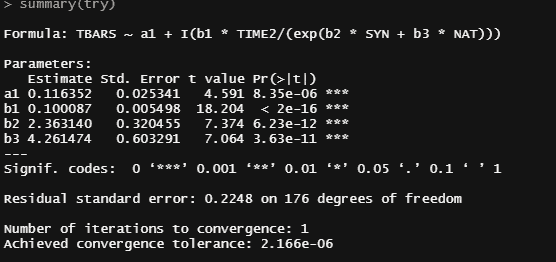 > summary(try)
Formula: TBARS ~ a1 + I(b1 * TIME2/(exp(b2 * SYN + b3 * NAT)))
Parameters:
Estimate Std. Error t value Pr(>|t|)
a1 0.116352 0.025341 4.591 8.35e-06 ***
b1 0.100087 0.005498 18.204 < 2e-16 ***
b2 2.363140 0.320455 7.374 6.23e-12 ***
b3 4.261474 0.603291 7.064 3.63e-11 ***
---
Signif. codes: 0 ‘***’ 0.001 ‘**’ 0.01 ‘*’ 0.05 ‘.’ 0.1 ‘ ’ 1
Residual standard error: 0.2248 on 176 degrees of freedom
Number of iterations to convergence: 1
Achieved convergence tolerance: 2.166e-06